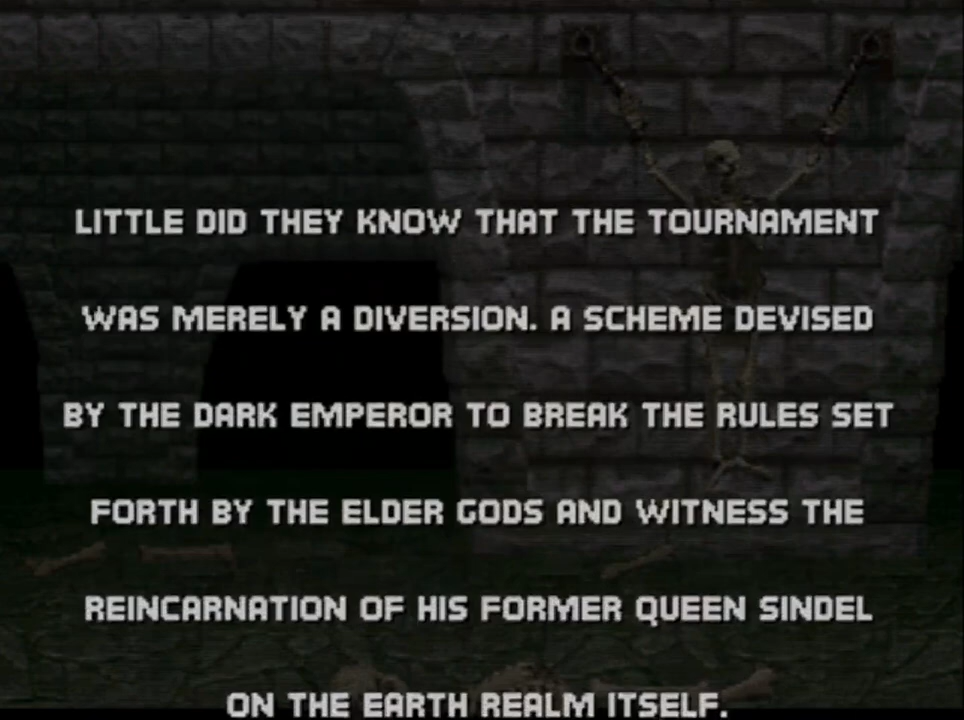 LITTLE DID THEY KNOW THAT THE TOURNAMENT
WAS MERELY A DIVERSION. A SCHEME DEVISED
BY THE DARK EMPEROR TO BREAK THE RULES SET
FORTH BY THE ELDER GODS AND WITNESS THE
REINCARNATION OF HIS FORMER QUEEN SINDEL
ON THE EARTH REALM ITSELF.